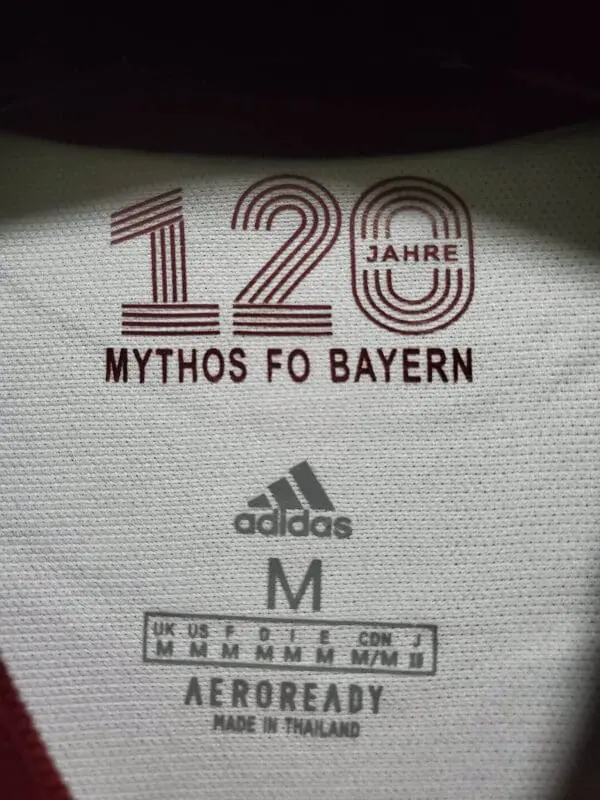 120
JAHRE
MYTHOS FO BAYERN
adidas
M
UK US F D I E CDN J
M M M M M M M/M
AEROREADY
MADE IN THAILAND